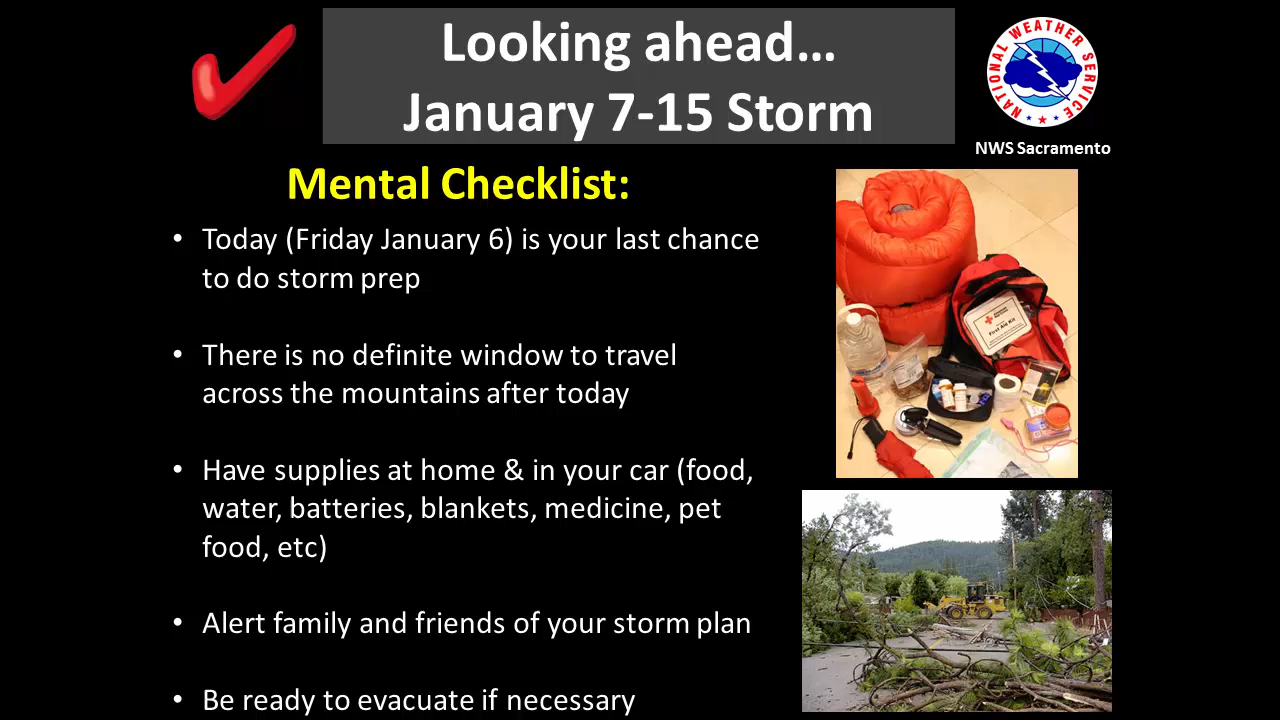 Looking ahead…
January 7-15 Storm
NATIONAL WEATHER SERVICE
NWS Sacramento
Mental Checklist:
• Today (Friday January 6) is your last chance
to do storm prep
• There is no definite window to travel
across the mountains after today
• Have supplies at home & in your car (food,
water, batteries, blankets, medicine, pet
food, etc)
• Alert family and friends of your storm plan
• Be ready to evacuate if necessary
First Aid Kit